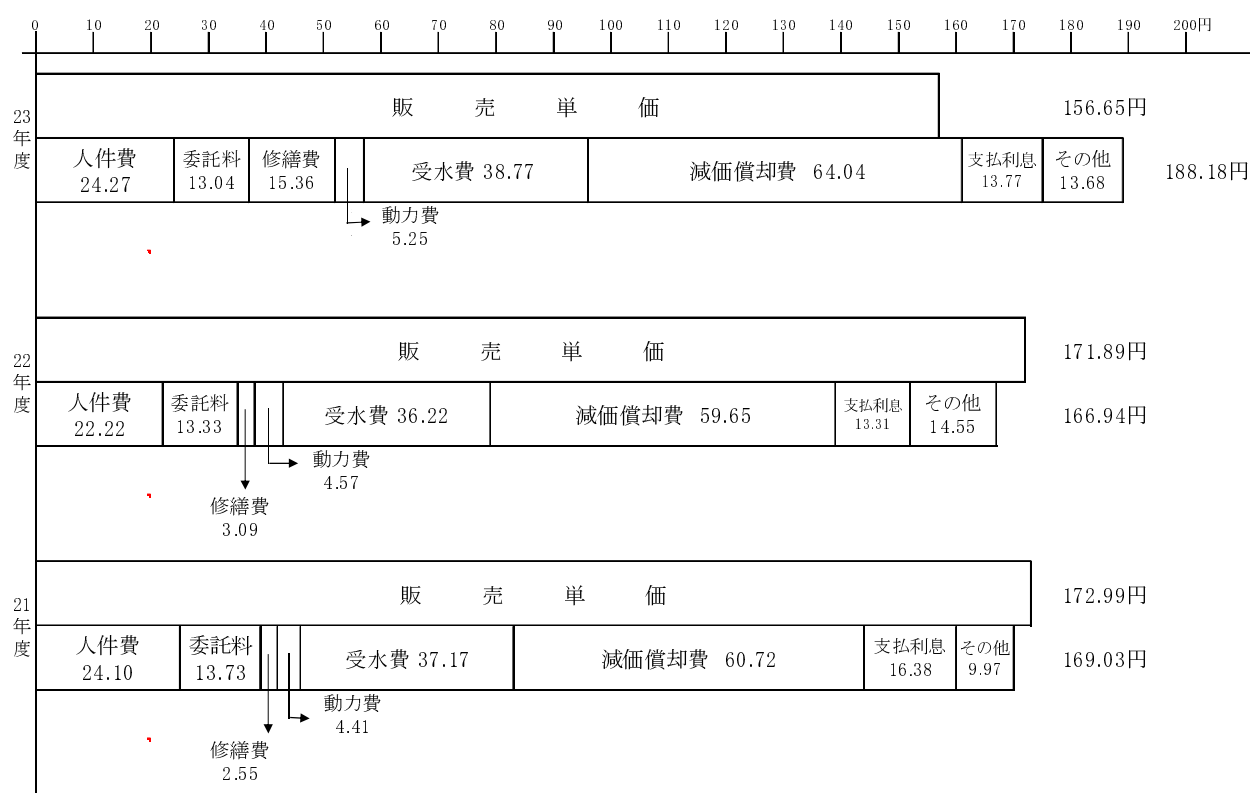 0 10 20 30 40 50 60 70 80 90 100 110 120 130 140 150 160 170 180 190 200円
23年度
販売単価
156.65円
人件費
24.27
委託料
13.04
修繕費
15.36
受水費 38.77
減価償却費 64.04
支払利息
13.77
その他
13.68
188.18円
動力費
5.25
22年度
販売単価
171.89円
人件費
22.22
委託料
13.33
受水費 36.22
減価償却費 59.65
支払利息
13.31
その他
14.55
166.94円
動力費
4.57
修繕費
3.09
21年度
販売単価
172.99円
人件費
24.10
委託料
13.73
受水費 37.17
減価償却費 60.72
支払利息
16.38
その他
9.97
169.03円
動力費
4.41
修繕費
2.55